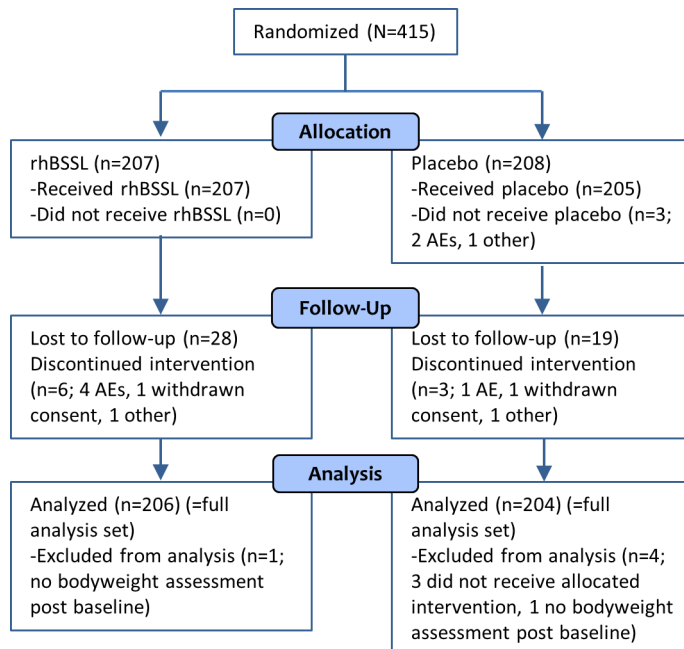 Randomized (N=415)
Allocation
rhBSSL (n=207)
-Received rhBSSL (n=207)
-Did not receive rhBSSL (n=0)
Placebo (n=208)
-Received placebo (n=205)
-Did not receive placebo (n=3;
2 AEs, 1 other)
Follow-Up
Lost to follow-up (n=28)
Discontinued intervention
(n=6; 4 AEs, 1 withdrawn
consent, 1 other)
Lost to follow-up (n=19)
Discontinued intervention
(n=3; 1 AE, 1 withdrawn
consent, 1 other)
Analysis
Analyzed (n=206) (=full
analysis set)
-Excluded from analysis (n=1;
no bodyweight assessment
post baseline)
Analyzed (n=204) (=full
analysis set)
-Excluded from analysis (n=4;
3 did not receive allocated
intervention, 1 no bodyweight
assessment post baseline)